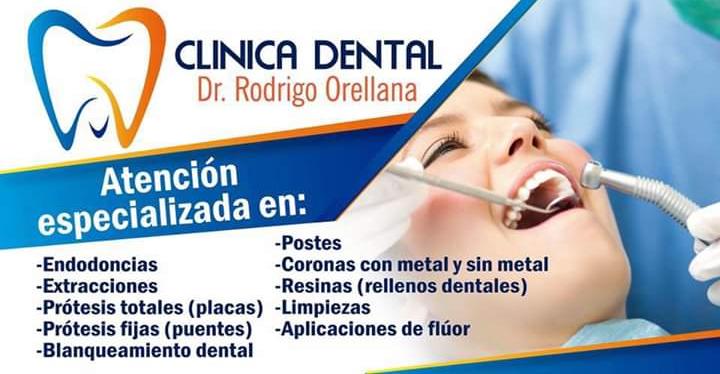 CLINICA DENTAL
Dr. Rodrigo Orellana
Atención
especializada en:
-Endodoncias
-Extracciones
-Prótesis totales (placas)
-Prótesis fijas (puentes)
-Blanqueamiento dental
-Postes
-Coronas con metal y sin metal
-Resinas (rellenos dentales)
-Limpiezas
-Aplicaciones de flúor